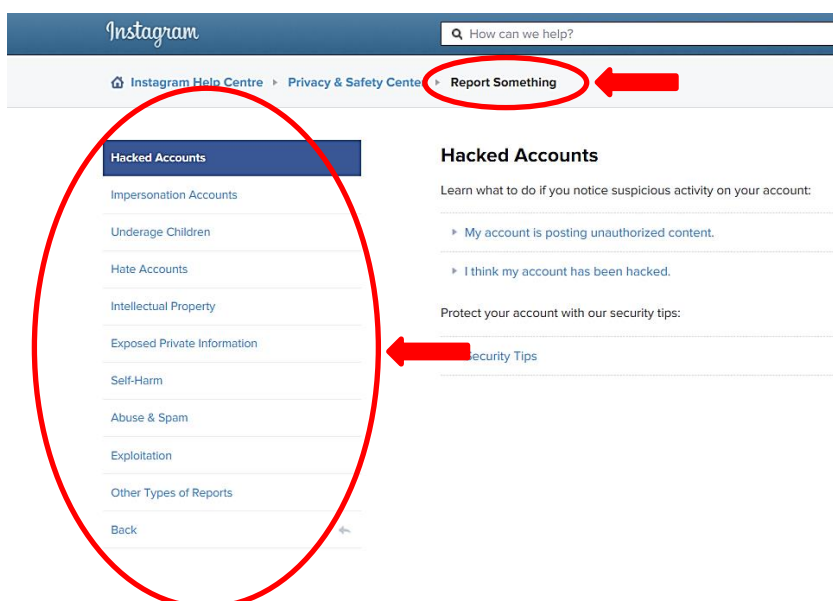 Instagram
How can we help?
Instagram Help Centre Privacy & Safety Center Report Something
Hacked Accounts
Impersonation Accounts
Underage Children
Hate Accounts
Intellectual Property
Exposed Private Information
Self-Harm
Abuse & Spam
Exploitation
Other Types of Reports
Back
Hacked Accounts
Learn what to do if you notice suspicious activity on your account:
My account is posting unauthorized content.
I think my account has been hacked.
Protect your account with our security tips:
Security Tips